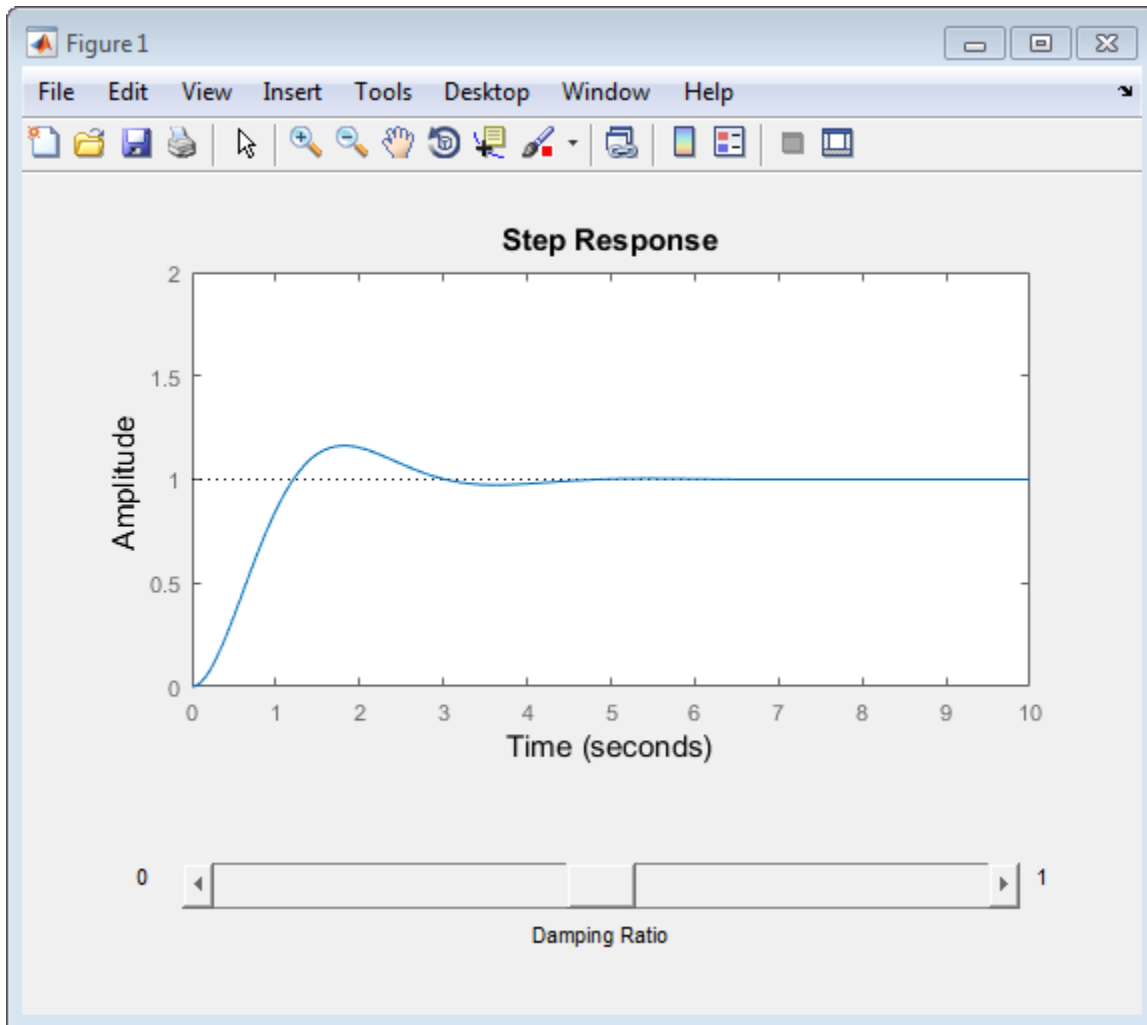 Figure 1
File Edit View Insert Tools Desktop Window Help
Step Response
2
1.5
1
0.5
0
Amplitude
0 1 2 3 4 5 6 7 8 9 10
Time (seconds)
0 1
Damping Ratio